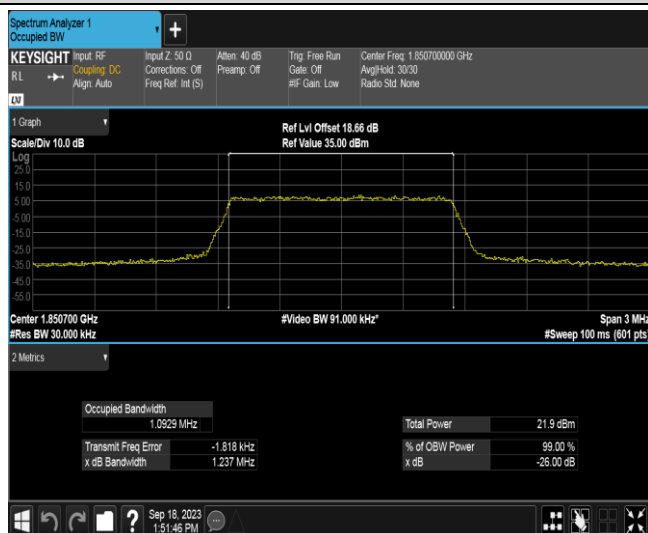 Spectrum Analyzer 1
Occupied BW
+
KEYSIGHT
R L
LXI
Input: RF
Coupling: DC
Align: Auto
Input Z: 50 Ω
Corrections: Off
Freq Ref: Int (S)
Atten: 40 dB
Preamp: Off
Trig: Free Run
Gate: Off
#IF Gain: Low
Center Freq: 1.850700000 GHz
Avg|Hold: 30/30
Radio Std: None
1 Graph
Scale/Div 10.0 dB
Ref Lvl Offset 18.66 dB
Ref Value 35.00 dBm
Log
25.0
15.0
5.00
-5.00
-15.0
-25.0
-35.0
-45.0
-55.0
Center 1.850700 GHz
#Res BW 30.000 kHz
#Video BW 91.000 kHz*
Span 3 MHz
#Sweep 100 ms (601 pts)
2 Metrics
Occupied Bandwidth
1.0929 MHz
Total Power 21.9 dBm
Transmit Freq Error -1.818 kHz
% of OBW Power 99.00 %
x dB Bandwidth 1.237 MHz
x dB -26.00 dB
?
Sep 18, 2023
1:51:46 PM